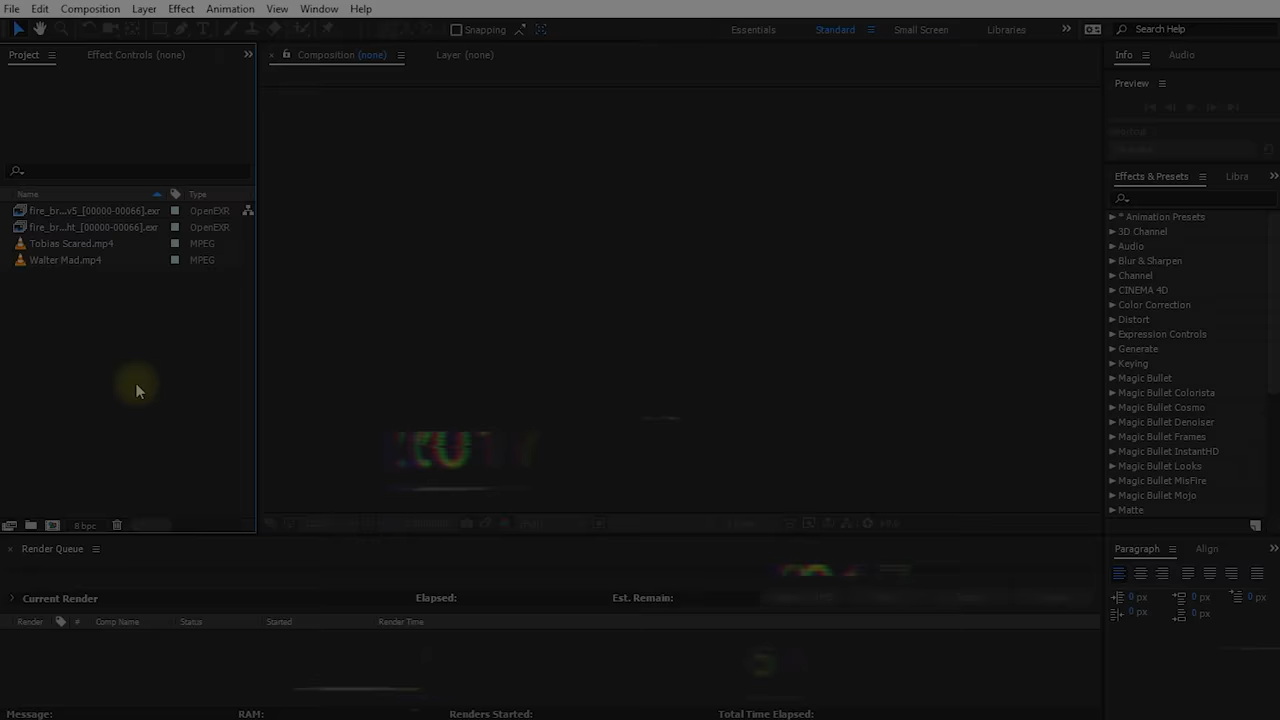 File Edit Composition Layer Effect Animation View Window Help
Snapping Essentials Standard Small Screen Libraries Search Help
Project Effect Controls (none) Composition (none) Layer (none) Info Audio
Preview
Effects & Presets Libra
Name Type
fire_br...v5_[00000-00066].exr OpenEXR
fire_br...ht_[00000-00066].exr OpenEXR
Tobias Scared.mp4 MPEG
Walter Mad.mp4 MPEG
* Animation Presets
3D Channel
Audio
Blur & Sharpen
Channel
CINEMA 4D
Color Correction
Distort
Expression Controls
Generate
Keying
Magic Bullet
Magic Bullet Colorista
Magic Bullet Cosmo
Magic Bullet Denoiser
Magic Bullet Frames
Magic Bullet InstantHD
Magic Bullet Looks
Magic Bullet MisFire
Magic Bullet Mojo
Matte
8 bpc
Render Queue
Paragraph Align
Current Render Elapsed: Est. Remain:
0 px 0 px 0 px
0 px 0 px
Render # Comp Name Status Started Render Time
Message: RAM: Renders Started: Total Time Elapsed: